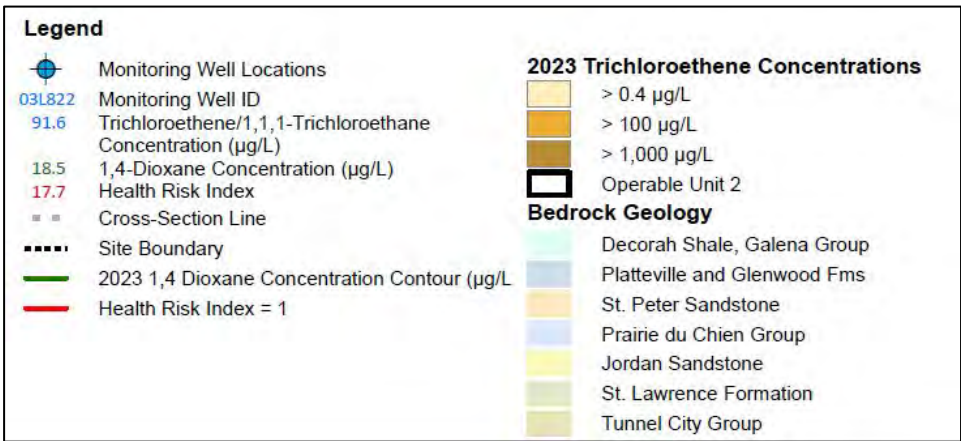 Legend
Monitoring Well Locations
03L822 Monitoring Well ID
91.6 Trichloroethene/1,1,1-Trichloroethane
Concentration (µg/L)
18.5 1,4-Dioxane Concentration (µg/L)
17.7 Health Risk Index
Cross-Section Line
Site Boundary
2023 1,4 Dioxane Concentration Contour (µg/L
Health Risk Index = 1
2023 Trichloroethene Concentrations
> 0.4 µg/L
> 100 µg/L
> 1,000 µg/L
Operable Unit 2
Bedrock Geology
Decorah Shale, Galena Group
Platteville and Glenwood Fms
St. Peter Sandstone
Prairie du Chien Group
Jordan Sandstone
St. Lawrence Formation
Tunnel City Group